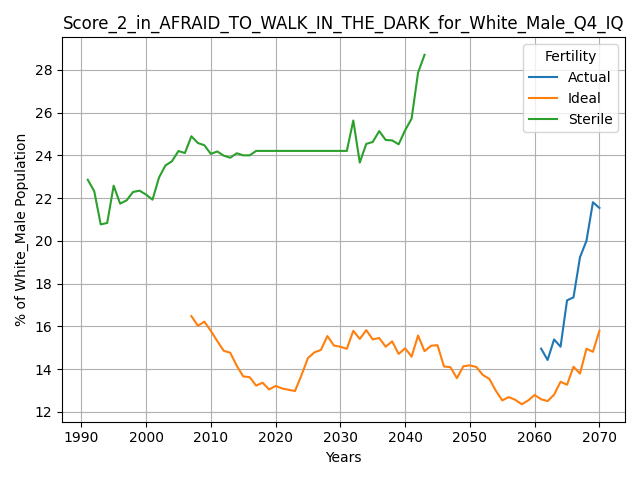 Score_2_in_AFRAID_TO_WALK_IN_THE_DARK_for_White_Male_Q4_IQ
Fertility
Actual
Ideal
Sterile
% of White_Male Population
28
26
24
22
20
18
16
14
12
1990 2000 2010 2020 2030 2040 2050 2060 2070
Years